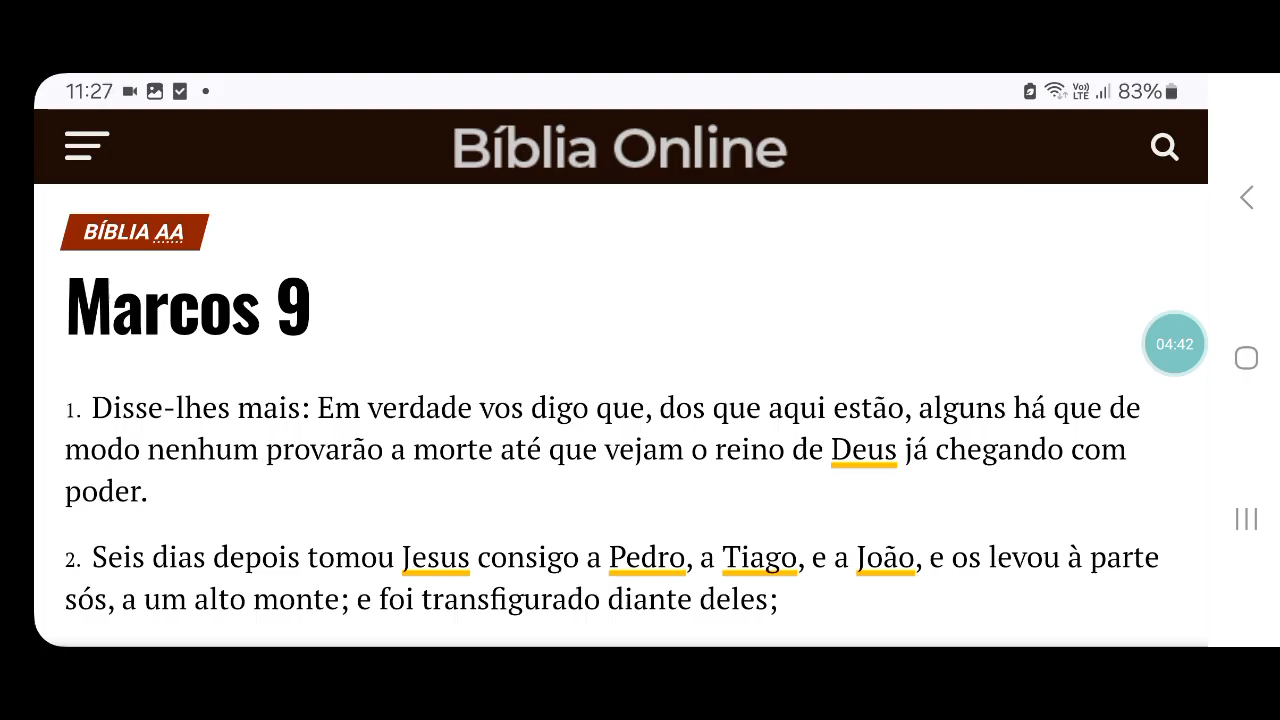 11:27
Vo))
LTE
83%
Bíblia Online
BÍBLIA AA
Marcos 9
04:42
1. Disse-lhes mais: Em verdade vos digo que, dos que aqui estão, alguns há que de
modo nenhum provarão a morte até que vejam o reino de Deus já chegando com
poder.
2. Seis dias depois tomou Jesus consigo a Pedro, a Tiago, e a João, e os levou à parte
sós, a um alto monte; e foi transfigurado diante deles;